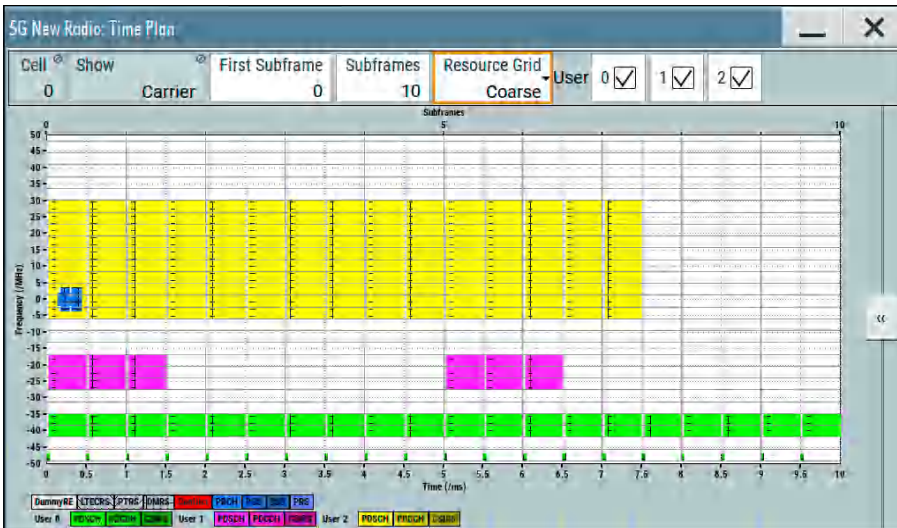 5G New Radio: Time Plan
Cell Show First Subframe Subframes Resource Grid User 0 1 2
0 Carrier 0 10 Coarse
Subframes
0 5 10
50
45
40
35
30
25
20
15
10
5
0
-5
-10
-15
-20
-25
-30
-35
-40
-45
-50
Frequency (/MHz)
0 0.5 1 1.5 2 2.5 3 3.5 4 4.5 5 5.5 6 6.5 7 7.5 8 8.5 9 9.5 10
Time (/ms)
DummyRE LTECRS PTRS DMRS PBCH PRS
User 0 PDSCH User 1 PDSCH PDCCH User 2 PDSCH PDCCH